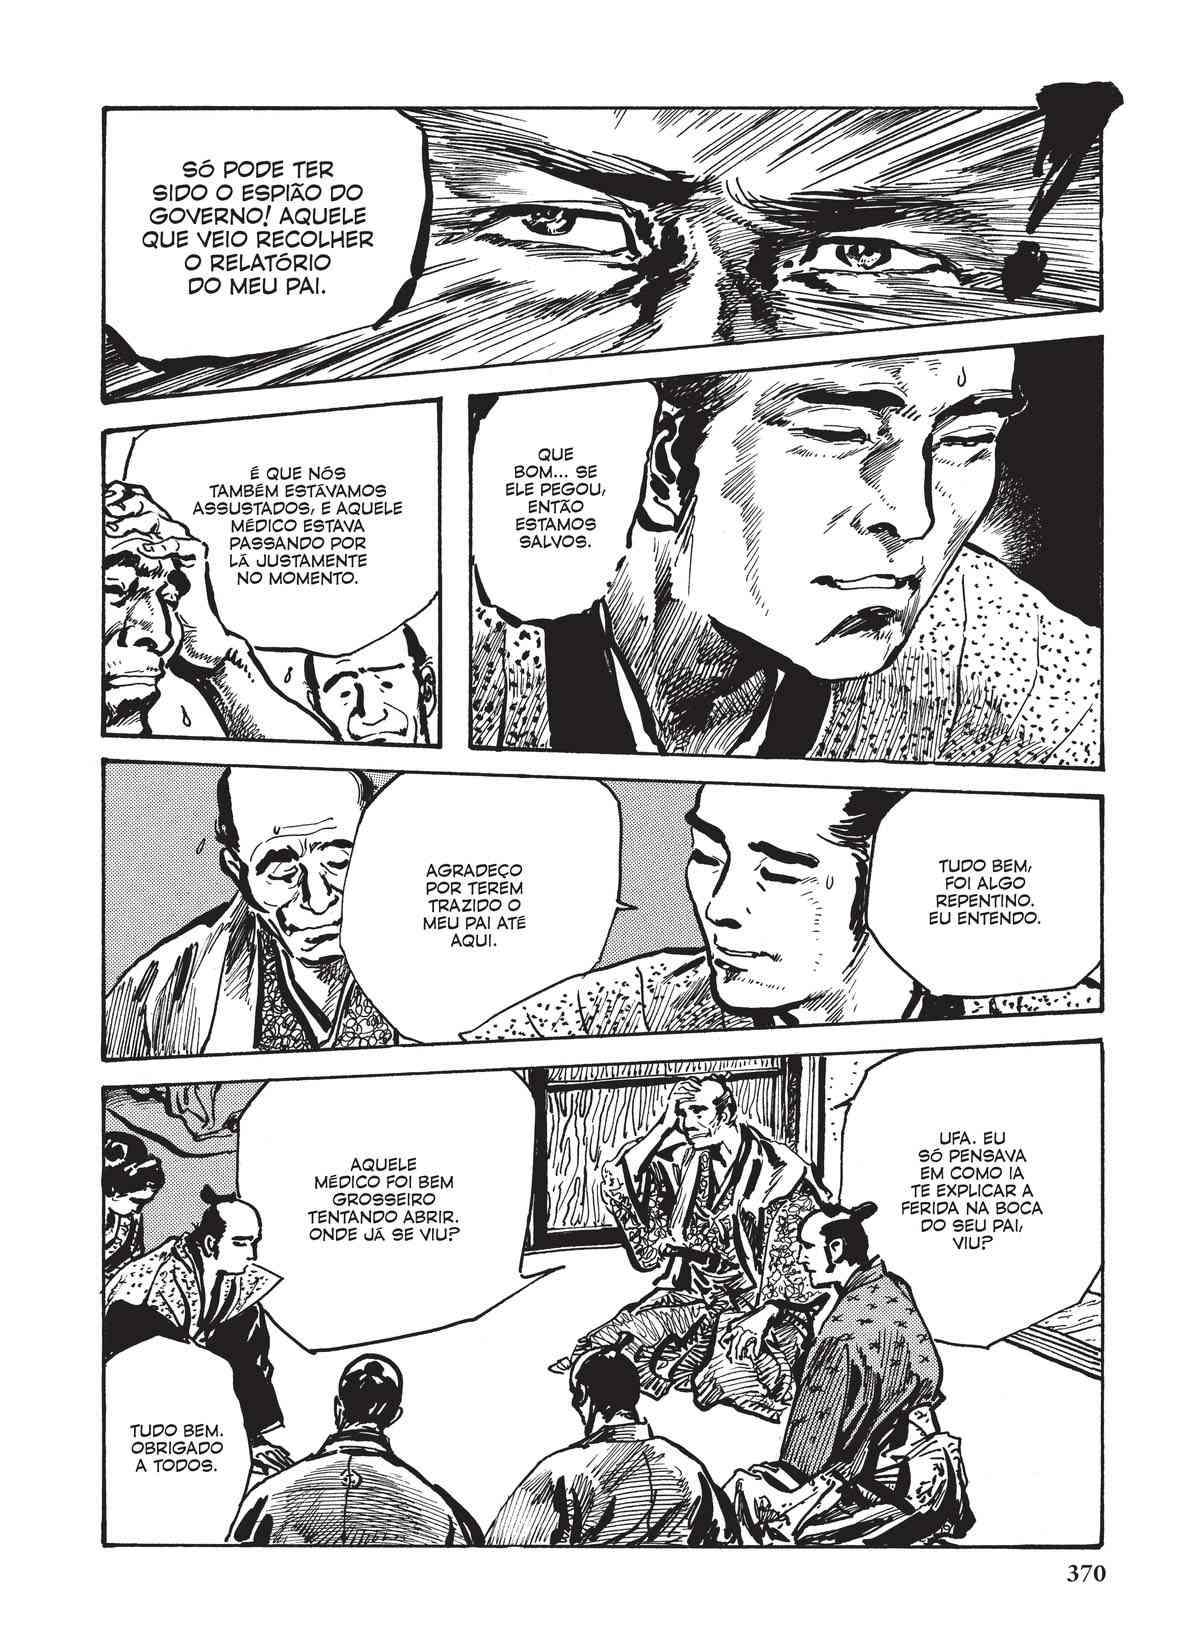 SÓ PODE TER
SIDO O ESPIÃO DO
GOVERNO! AQUELE
QUE VEIO RECOLHER
O RELATÓRIO
DO MEU PAI.
QUE
BOM... SE
ELE PEGOU,
ENTÃO
ESTAMOS
SALVOS.
É QUE NÓS
TAMBÉM ESTÁVAMOS
ASSUSTADOS, E AQUELE
MÉDICO ESTAVA
PASSANDO POR
LÁ JUSTAMENTE
NO MOMENTO.
TUDO BEM,
FOI ALGO
REPENTINO.
EU ENTENDO.
AGRADEÇO
POR TEREM
TRAZIDO O
MEU PAI ATÉ
AQUI.
UFA. EU
SÓ PENSAVA
EM COMO IA
TE EXPLICAR A
FERIDA NA BOCA
DO SEU PAI,
VIU?
AQUELE
MÉDICO FOI BEM
GROSSEIRO
TENTANDO ABRIR.
ONDE JÁ SE VIU?
TUDO BEM.
OBRIGADO
A TODOS.
370